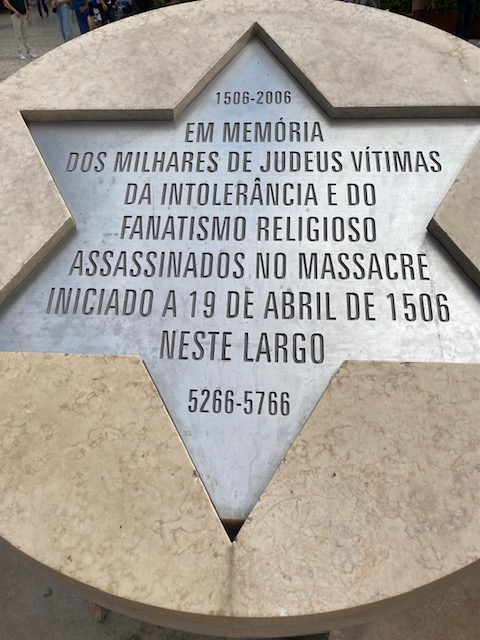 1506-2006
EM MEMÓRIA
DOS MILHARES DE JUDEUS VÍTIMAS
DA INTOLERÂNCIA E DO
FANATISMO RELIGIOSO
ASSASSINADOS NO MASSACRE
INICIADO A 19 DE ABRIL DE 1506
NESTE LARGO
5266-5766